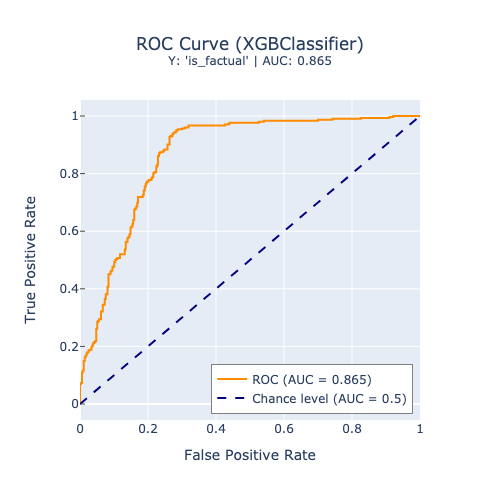 ROC Curve (XGBClassifier)
Y: 'is_factual' | AUC: 0.865
True Positive Rate
1
0.8
0.6
0.4
0.2
0
ROC (AUC = 0.865)
Chance level (AUC = 0.5)
0
0.2
0.4
0.6
0.8
1
False Positive Rate